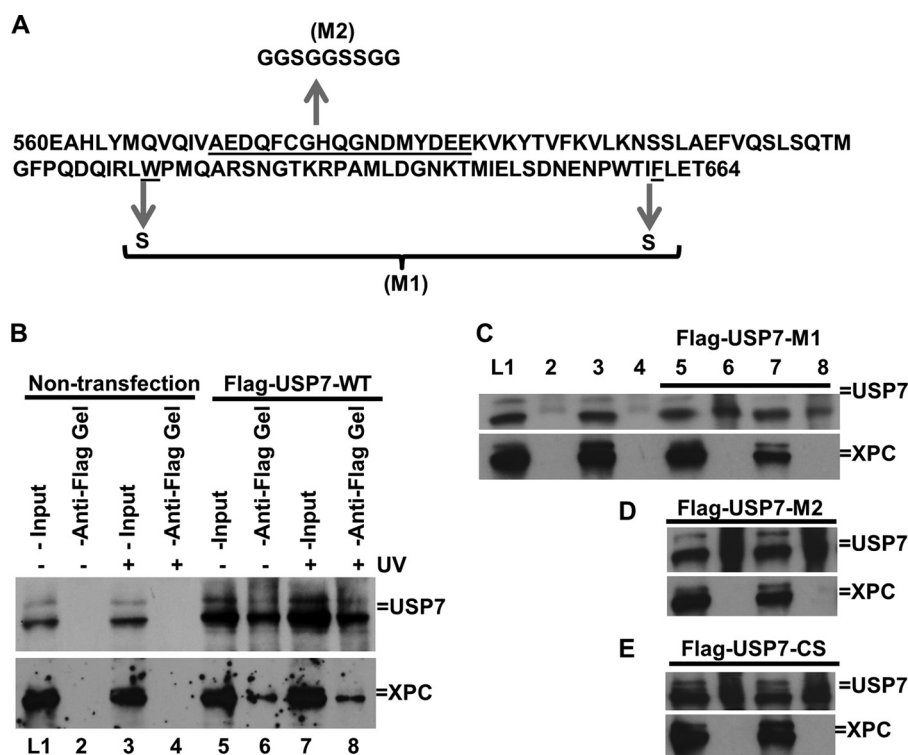 A
(M2)
GGSGGSSGG
560EAHLYMQVQIVAEDQFCGHQGNDMYDEEKVKYTVFKVLKNSSLAEFVQSLSQTM
GFPQDQIRLWPMQARSNGTKRPAMLDGNKTMIELSDNENPWTIFLET664
S S
(M1)
B
Non-transfection Flag-USP7-WT
- Input
-Anti-Flag Gel
- Input
-Anti-Flag Gel
-Input
-Anti-Flag Gel
-Input
-Anti-Flag Gel
- - + + - - + + UV
=USP7
=XPC
L1 2 3 4 5 6 7 8
C
Flag-USP7-M1
L1 2 3 4 5 6 7 8
=USP7
=XPC
D
Flag-USP7-M2
=USP7
=XPC
E
Flag-USP7-CS
=USP7
=XPC